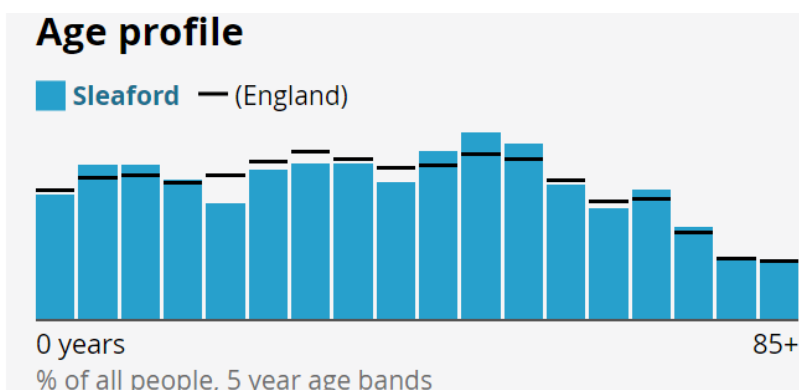 Age profile
Sleaford — (England)
0 years 85+
% of all people, 5 year age bands